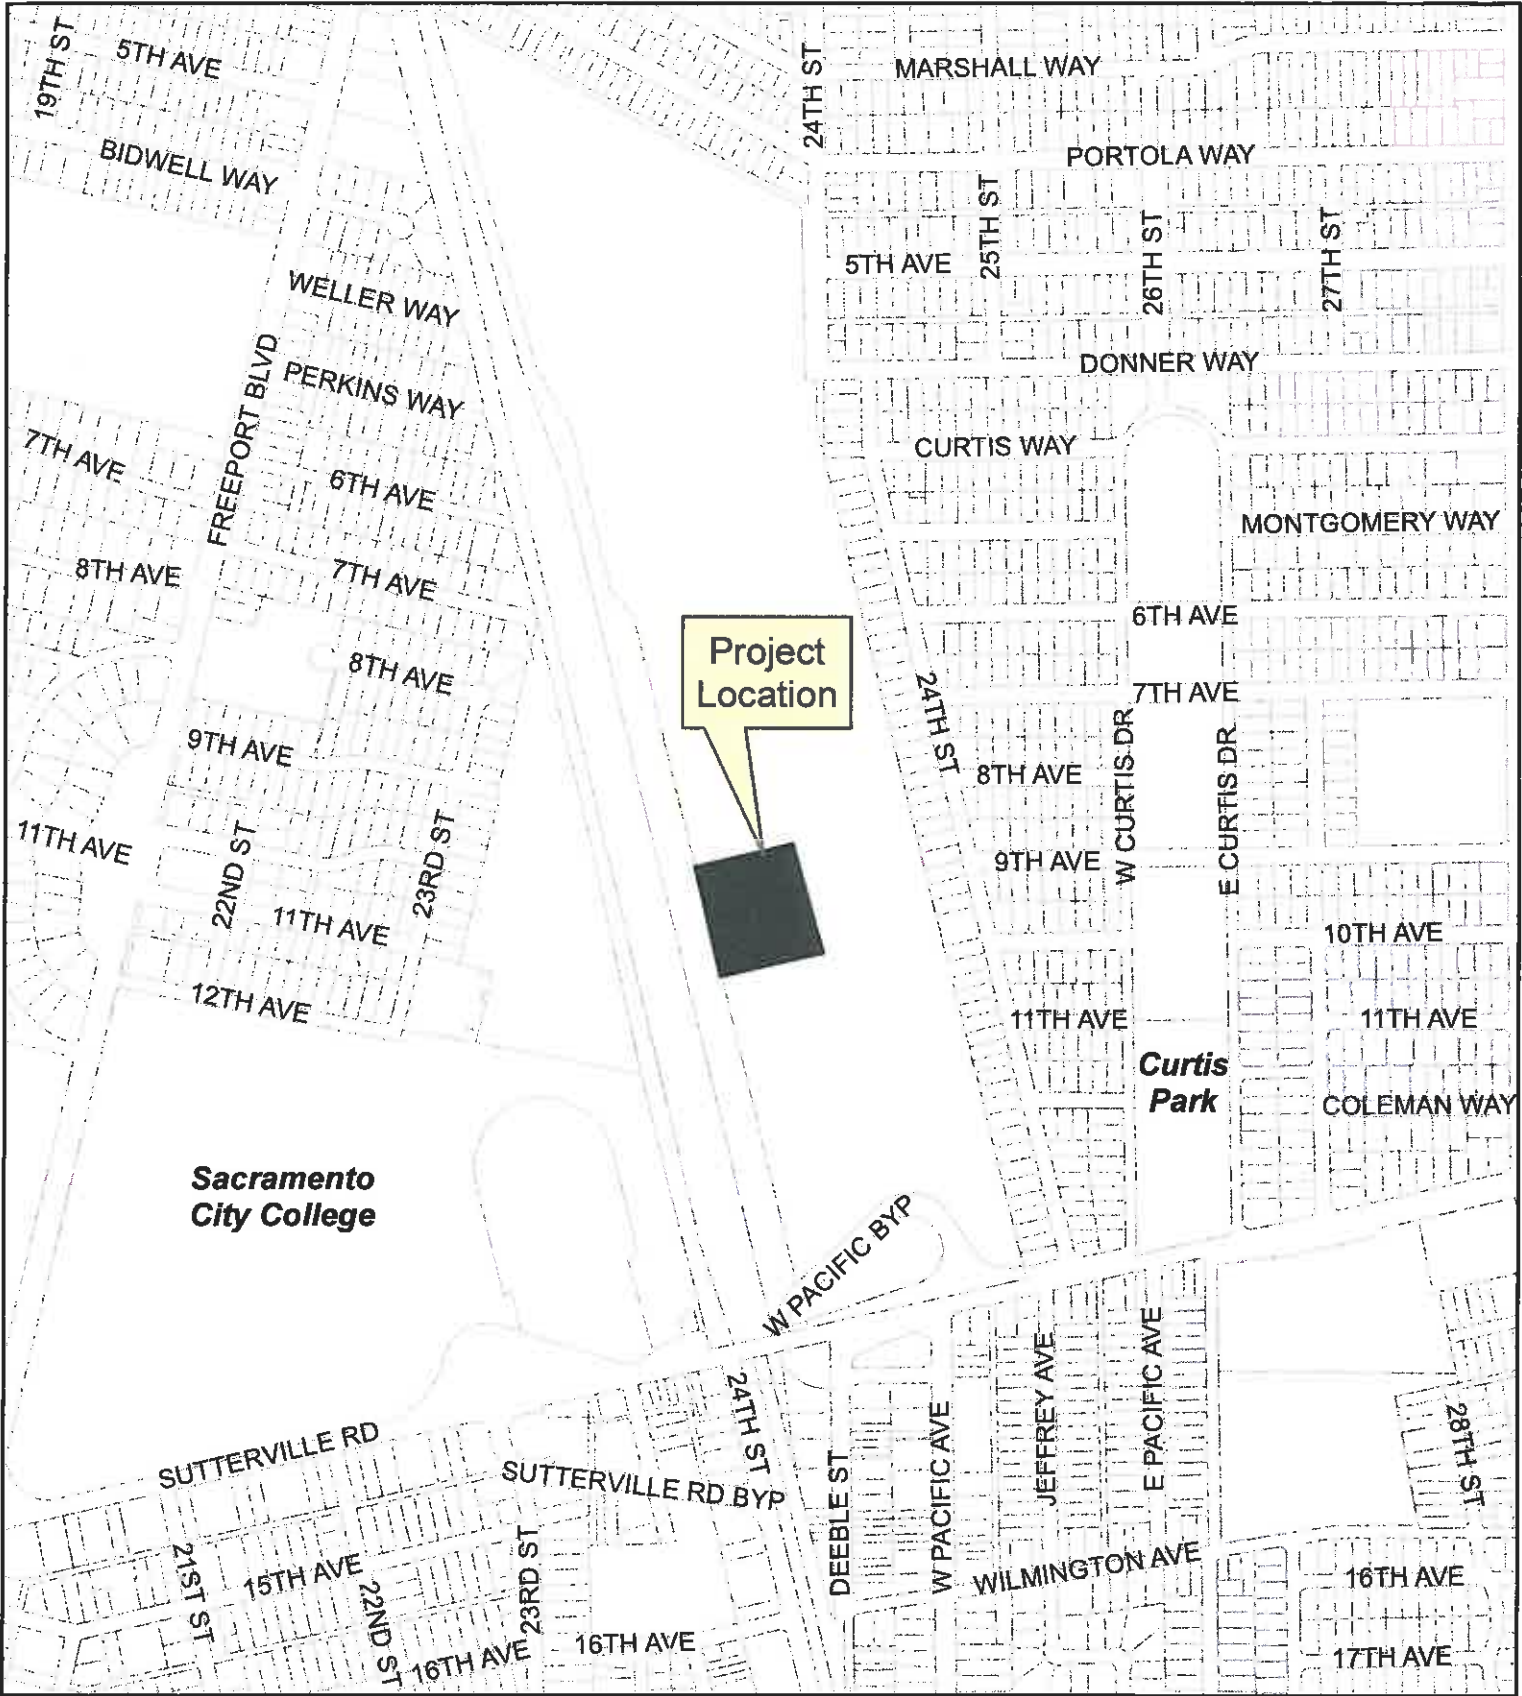 19TH ST
5TH AVE
24TH ST
MARSHALL WAY
BIDWELL WAY
PORTOLA WAY
25TH ST
26TH ST
27TH ST
5TH AVE
WELLER WAY
FREEPORT BLVD
PERKINS WAY
DONNER WAY
7TH AVE
CURTIS WAY
6TH AVE
MONTGOMERY WAY
8TH AVE
7TH AVE
6TH AVE
Project
Location
8TH AVE
24TH ST
7TH AVE
W CURTIS DR
E CURTIS DR
9TH AVE
8TH AVE
11TH AVE
22ND ST
23RD ST
9TH AVE
11TH AVE
10TH AVE
12TH AVE
11TH AVE
11TH AVE
Curtis
Park
COLEMAN WAY
Sacramento
City College
W PACIFIC BYP
24TH ST
JEFFREY AVE
E PACIFIC AVE
28TH ST
SUTTERVILLE RD
SUTTERVILLE RD BYP
DEEBLE ST
W PACIFIC AVE
21ST ST
15TH AVE
22ND ST
23RD ST
WILMINGTON AVE
16TH AVE
16TH AVE
16TH AVE
17TH AVE